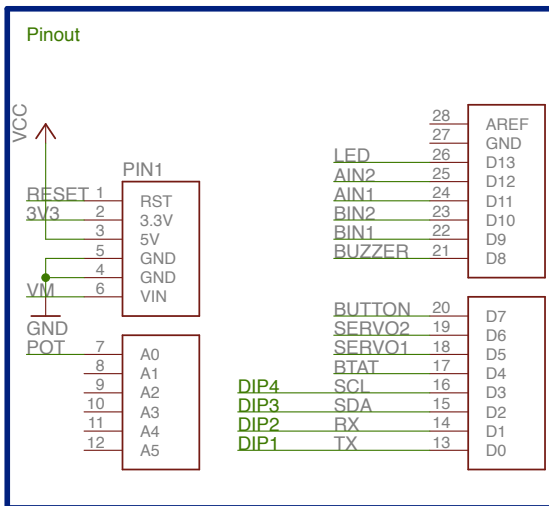 Pinout
VCC
PIN1
RESET 1 RST
3V3 2 3.3V
3 5V
5 GND
4 GND
VM 6 VIN
GND
POT 7 A0
8 A1
9 A2
10 A3
11 A4
12 A5
28 AREF
27 GND
LED 26 D13
AIN2 25 D12
AIN1 24 D11
BIN2 23 D10
BIN1 22 D9
BUZZER 21 D8
BUTTON 20 D7
SERVO2 19 D6
SERVO1 18 D5
BTAT 17 D4
DIP4 SCL 16 D3
DIP3 SDA 15 D2
DIP2 RX 14 D1
DIP1 TX 13 D0